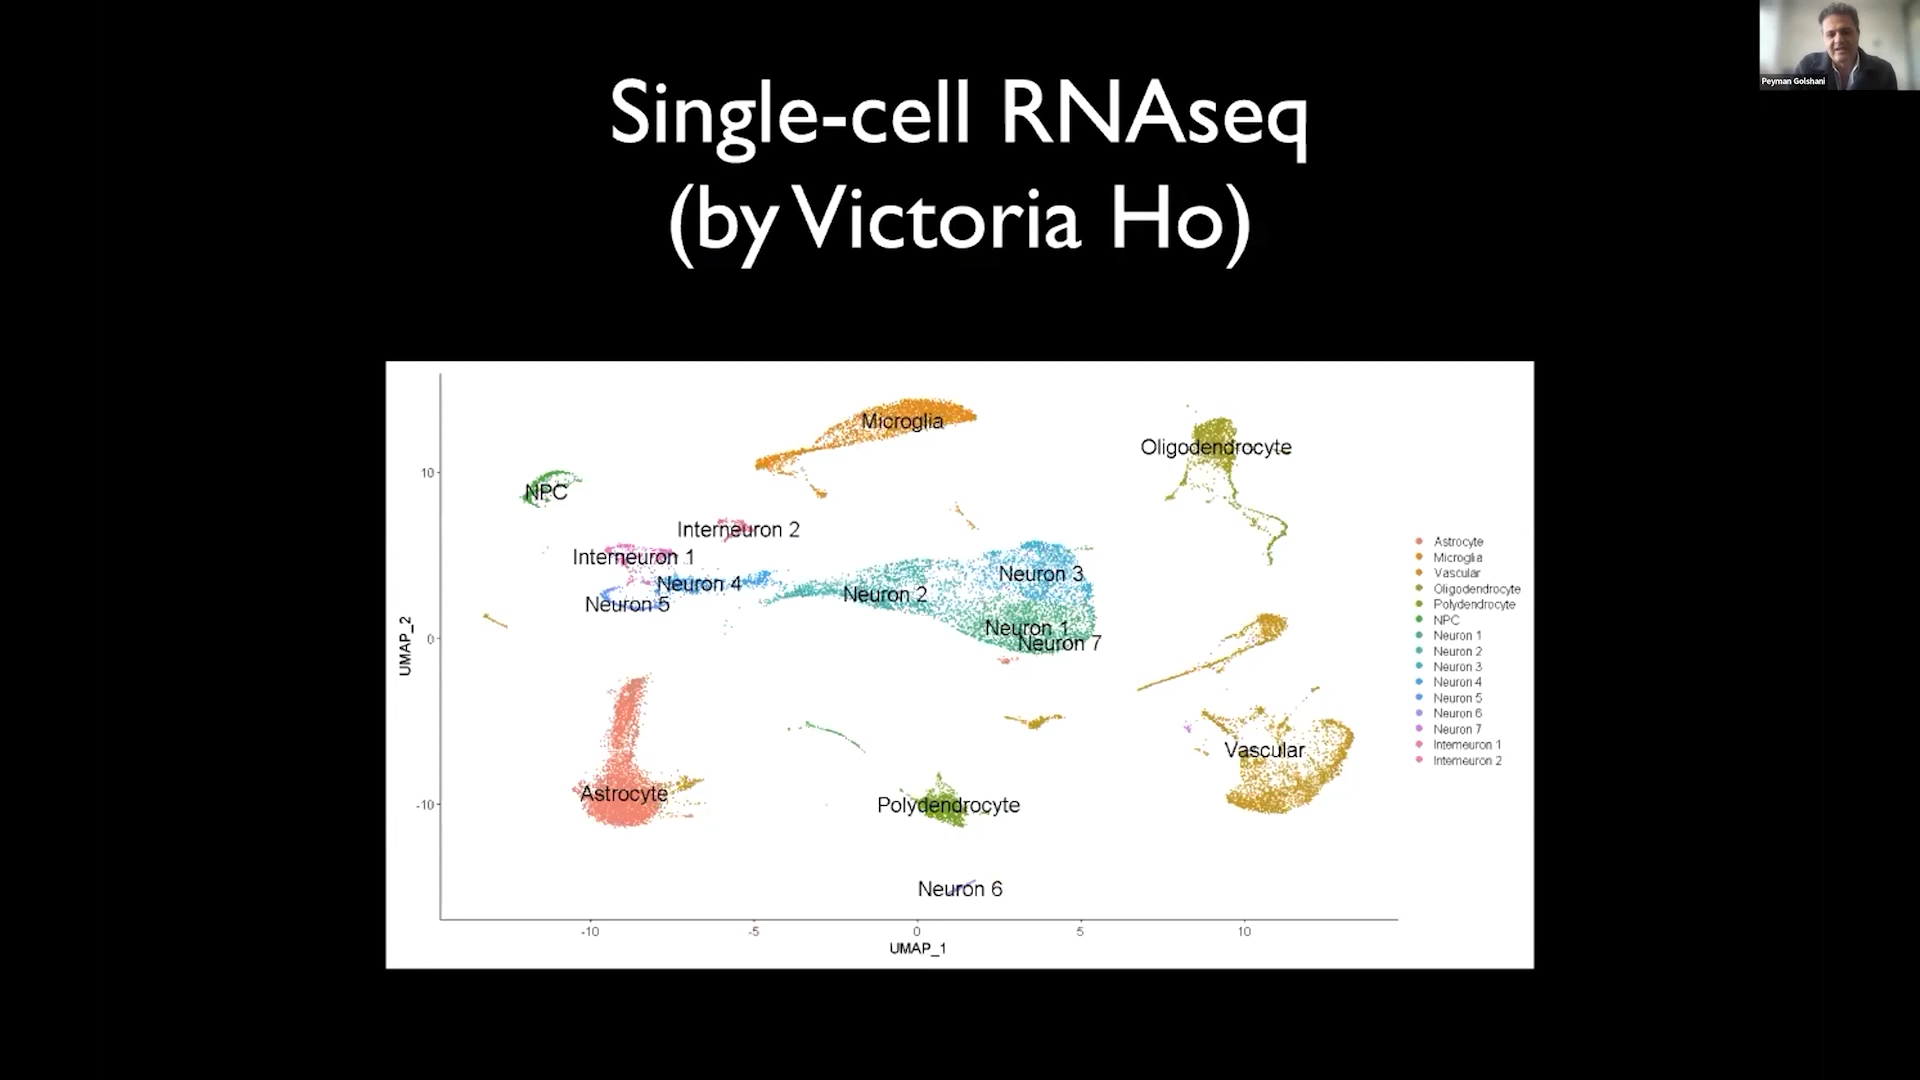 Peyman Golshani
Single-cell RNAseq
(by Victoria Ho)
Microglia
Oligodendrocyte
NPC
Interneuron 2
Interneuron 1
Neuron 4
Neuron 5
Neuron 2
Neuron 3
Neuron 1
Neuron 7
Astrocyte
Vascular
Polydendrocyte
Neuron 6
UMAP_2
10
0
-10
-10
-5
0
5
10
UMAP_1
Astrocyte
Microglia
Vascular
Oligodendrocyte
Polydendrocyte
NPC
Neuron 1
Neuron 2
Neuron 3
Neuron 4
Neuron 5
Neuron 6
Neuron 7
Interneuron 1
Interneuron 2